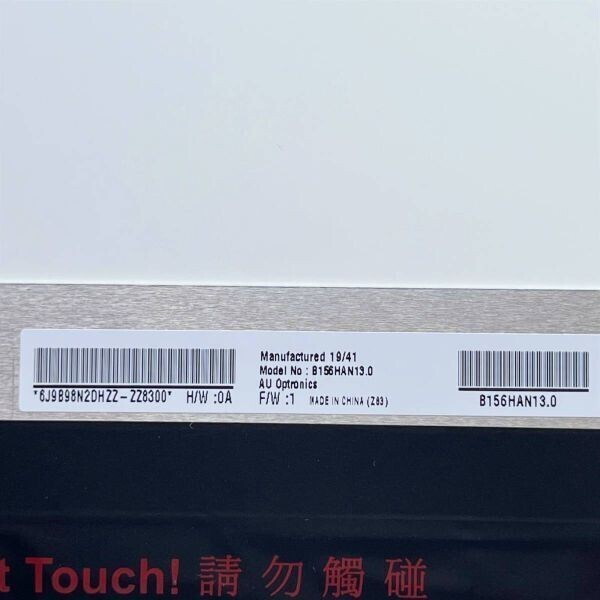 Manufactured 19/41
Model No : B156HAN13.0
AU Optronics
*6J9B98N2DHZZ-ZZ8300* H/W :0A F/W :1 MADE IN CHINA (Z83) B156HAN13.0
t Touch! 請勿觸碰